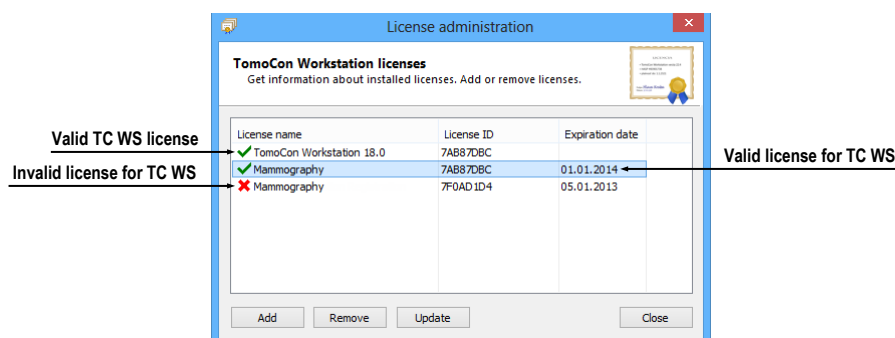 License administration
TomoCon Workstation licenses
Get information about installed licenses. Add or remove licenses.
License name License ID Expiration date
Valid TC WS license
TomoCon Workstation 18.0 7AB87DBC
Mammography 7AB87DBC 01.01.2014
Valid license for TC WS
Invalid license for TC WS
Mammography 7F0AD1D4 05.01.2013
Add Remove Update Close